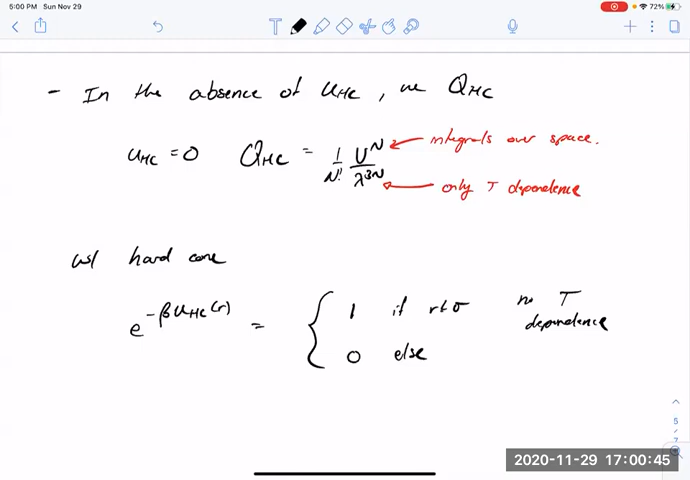 5:00 PM Sun Nov 29 72%
- In the absence of u_HC, Q_HC
u_HC = 0 Q_HC = 1/N! V^N/λ^3N ← integrals over space.
← only T dependence
w/ hard core
e^-βu_HC(r) = { 1 if no T
dependence
0 else
5
/
7
2020-11-29 17:00:45